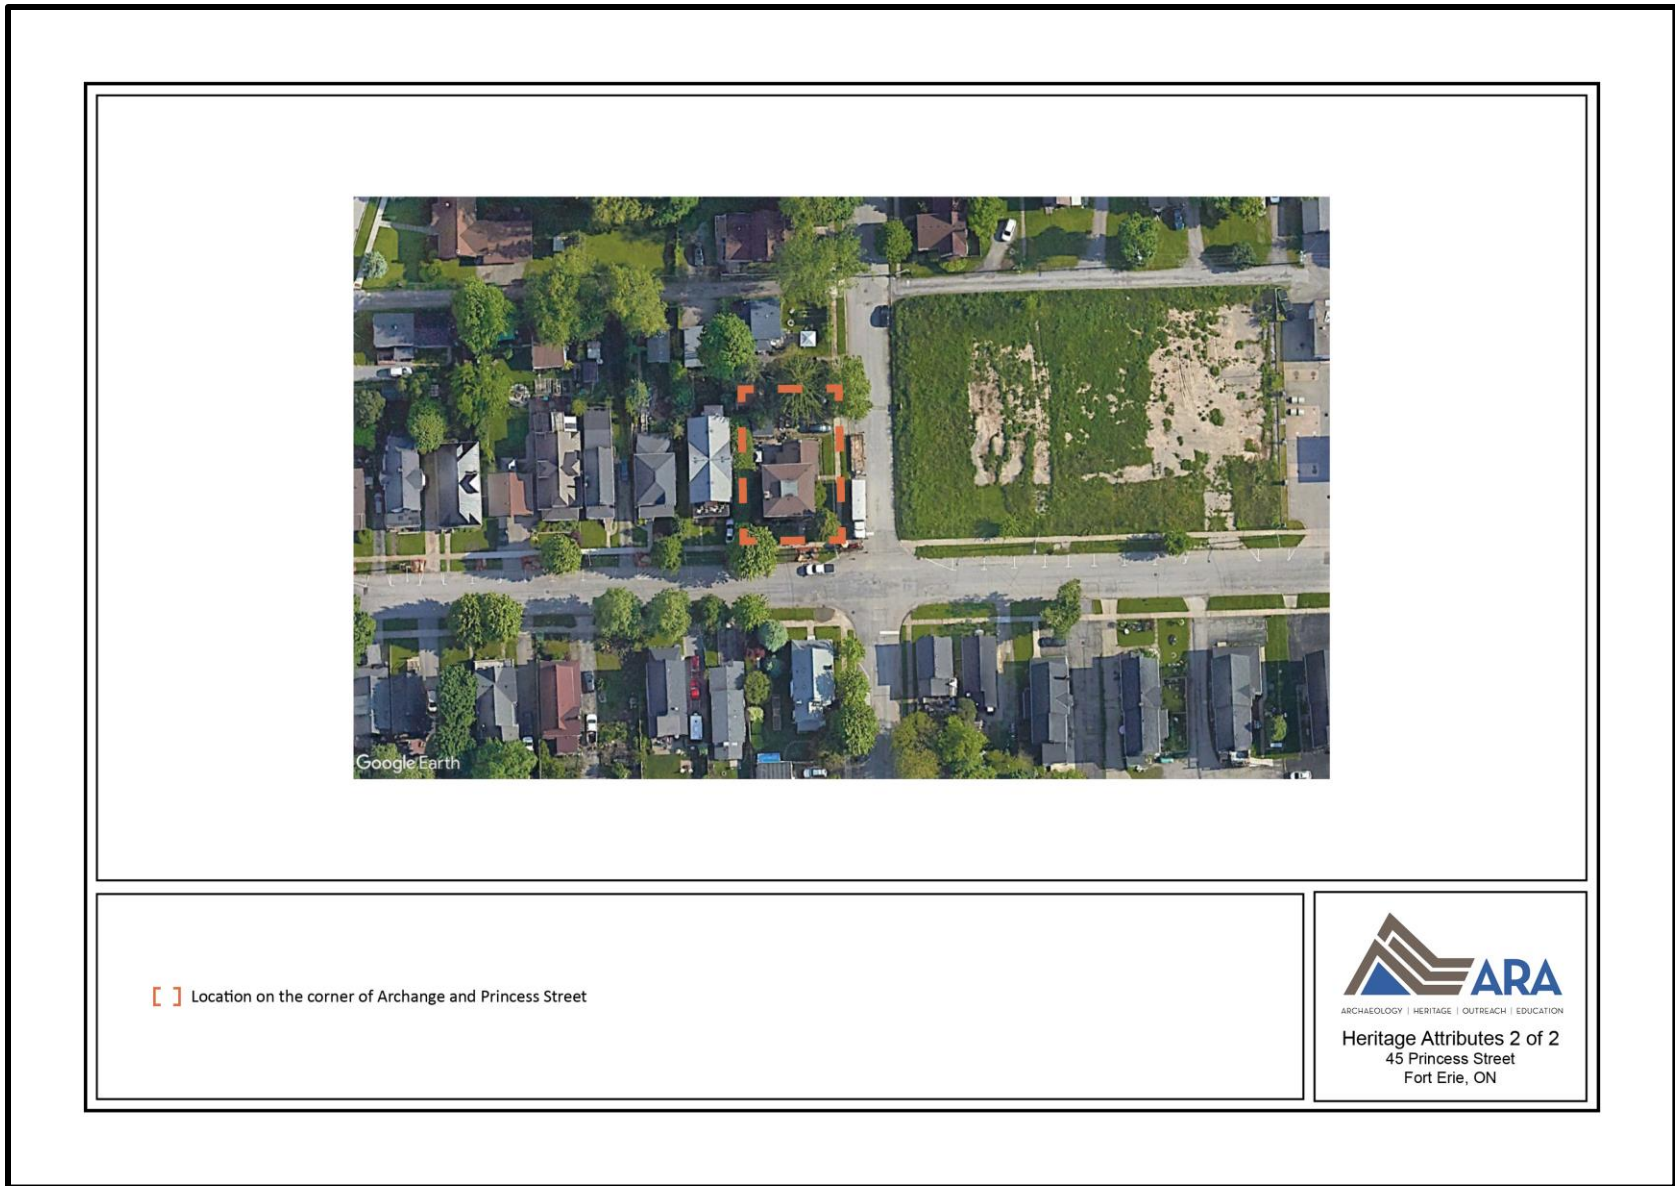 Google Earth
Location on the corner of Archange and Princess Street
ARA
ARCHAEOLOGY | HERITAGE | OUTREACH | EDUCATION
Heritage Attributes 2 of 2
45 Princess Street
Fort Erie, ON